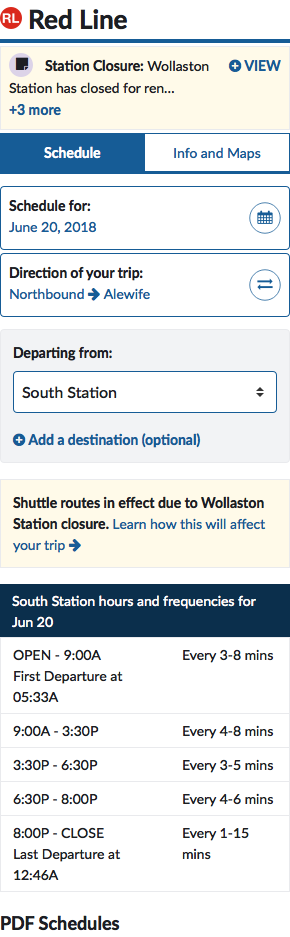 RL Red Line
Station Closure: Wollaston
VIEW
Station has closed for ren...
+3 more
Schedule
Info and Maps
Schedule for:
June 20, 2018
Direction of your trip:
Northbound → Alewife
Departing from:
South Station
Add a destination (optional)
Shuttle routes in effect due to Wollaston
Station closure. Learn how this will affect
your trip →
South Station hours and frequencies for
Jun 20
OPEN - 9:00A Every 3-8 mins
First Departure at
05:33A
9:00A - 3:30P Every 4-8 mins
3:30P - 6:30P Every 3-5 mins
6:30P - 8:00P Every 4-6 mins
8:00P - CLOSE Every 1-15
Last Departure at mins
12:46A
PDF Schedules